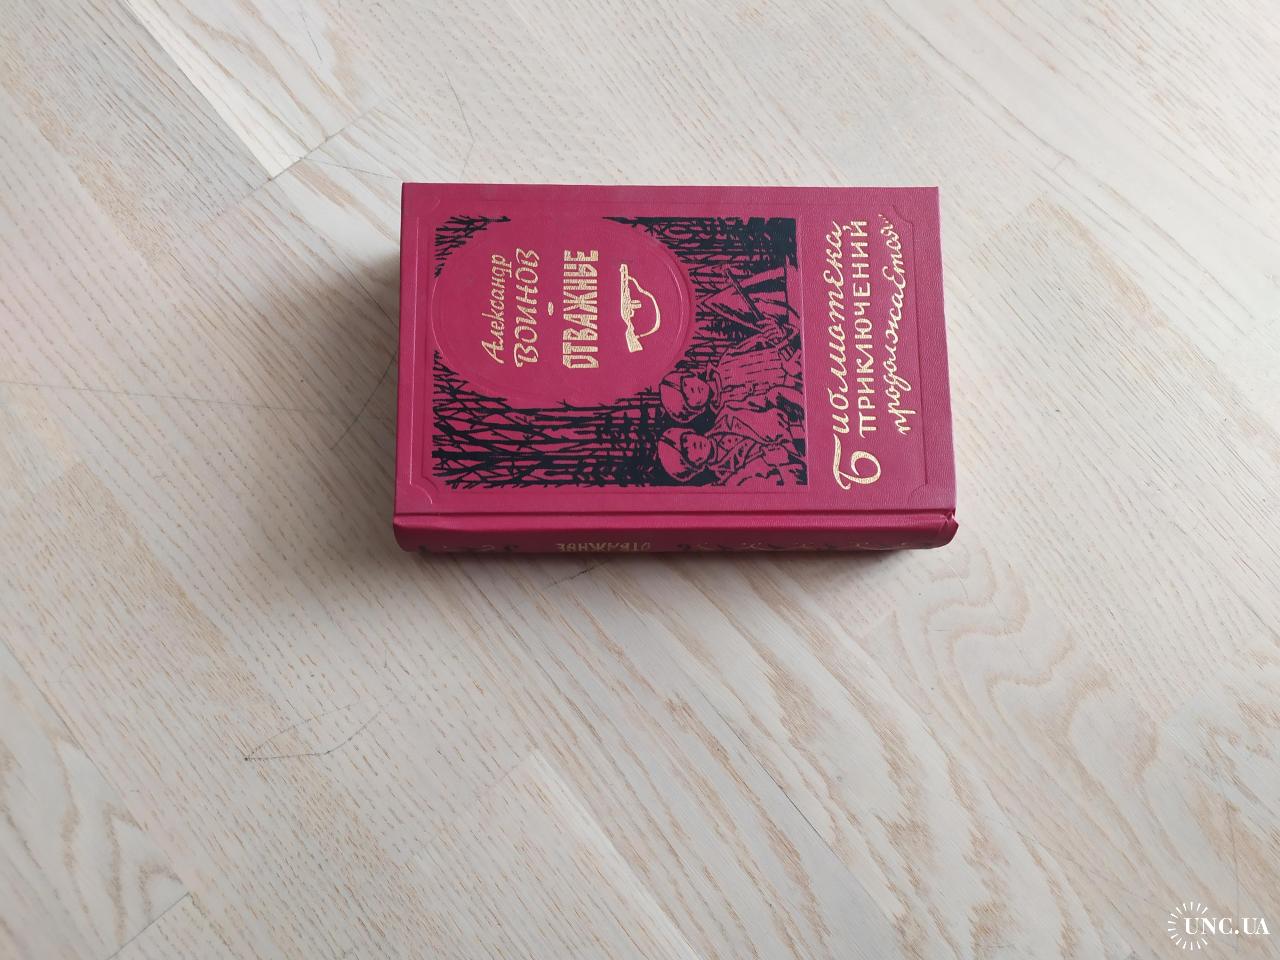 Александр
ВОИНОВ
ОТВАЖНЫЕ
Библиотека
ПРИКЛЮЧЕНИЙ
продолжается...
ОТВАЖНЫЕ
UNC.UA